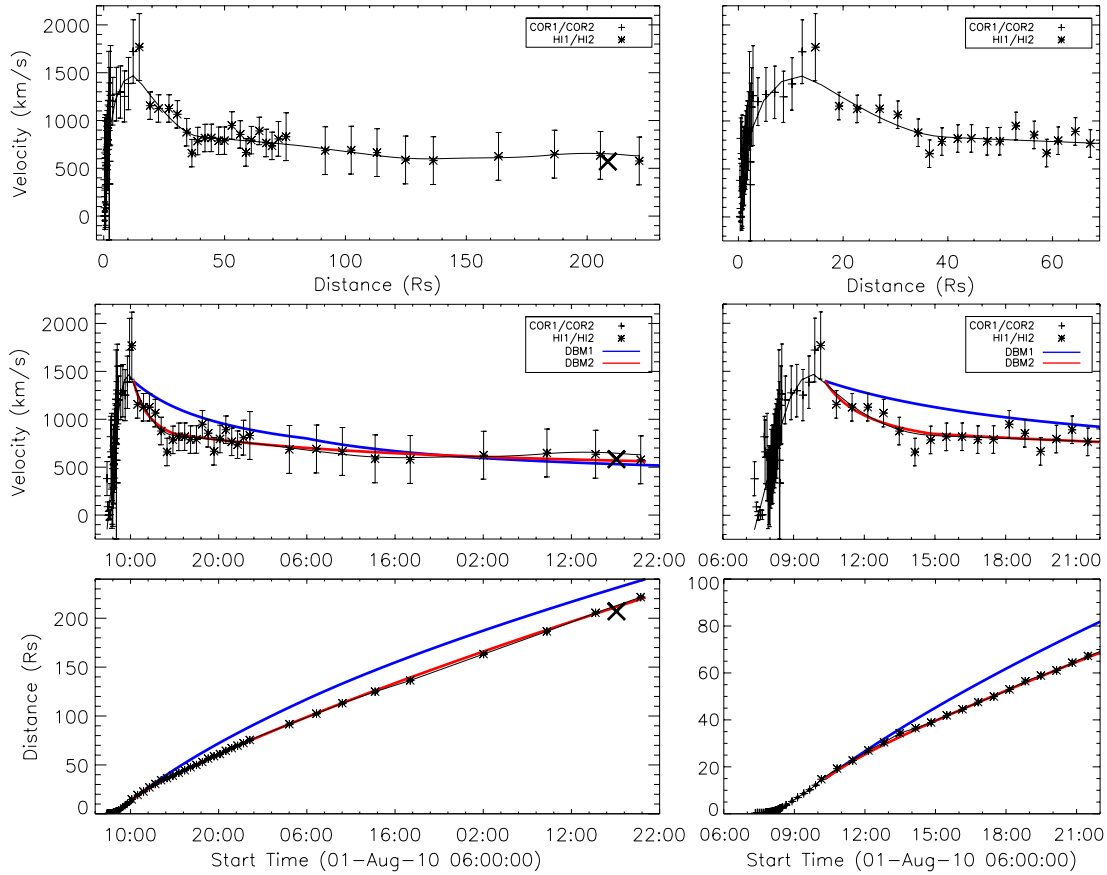 2000
1500
1000
500
0
Velocity (km/s)
COR1/COR2
HI1/HI2
0 50 100 150 200
Distance (Rs)
COR1/COR2
HI1/HI2
0 20 40 60
Distance (Rs)
2000
1500
1000
500
0
Velocity (km/s)
COR1/COR2
HI1/HI2
DBM1
DBM2
10:00 20:00 06:00 16:00 02:00 12:00 22:00
COR1/COR2
HI1/HI2
DBM1
DBM2
06:00 09:00 12:00 15:00 18:00 21:00
200
150
100
50
0
Distance (Rs)
10:00 20:00 06:00 16:00 02:00 12:00 22:00
Start Time (01-Aug-10 06:00:00)
100
80
60
40
20
0
06:00 09:00 12:00 15:00 18:00 21:00
Start Time (01-Aug-10 06:00:00)